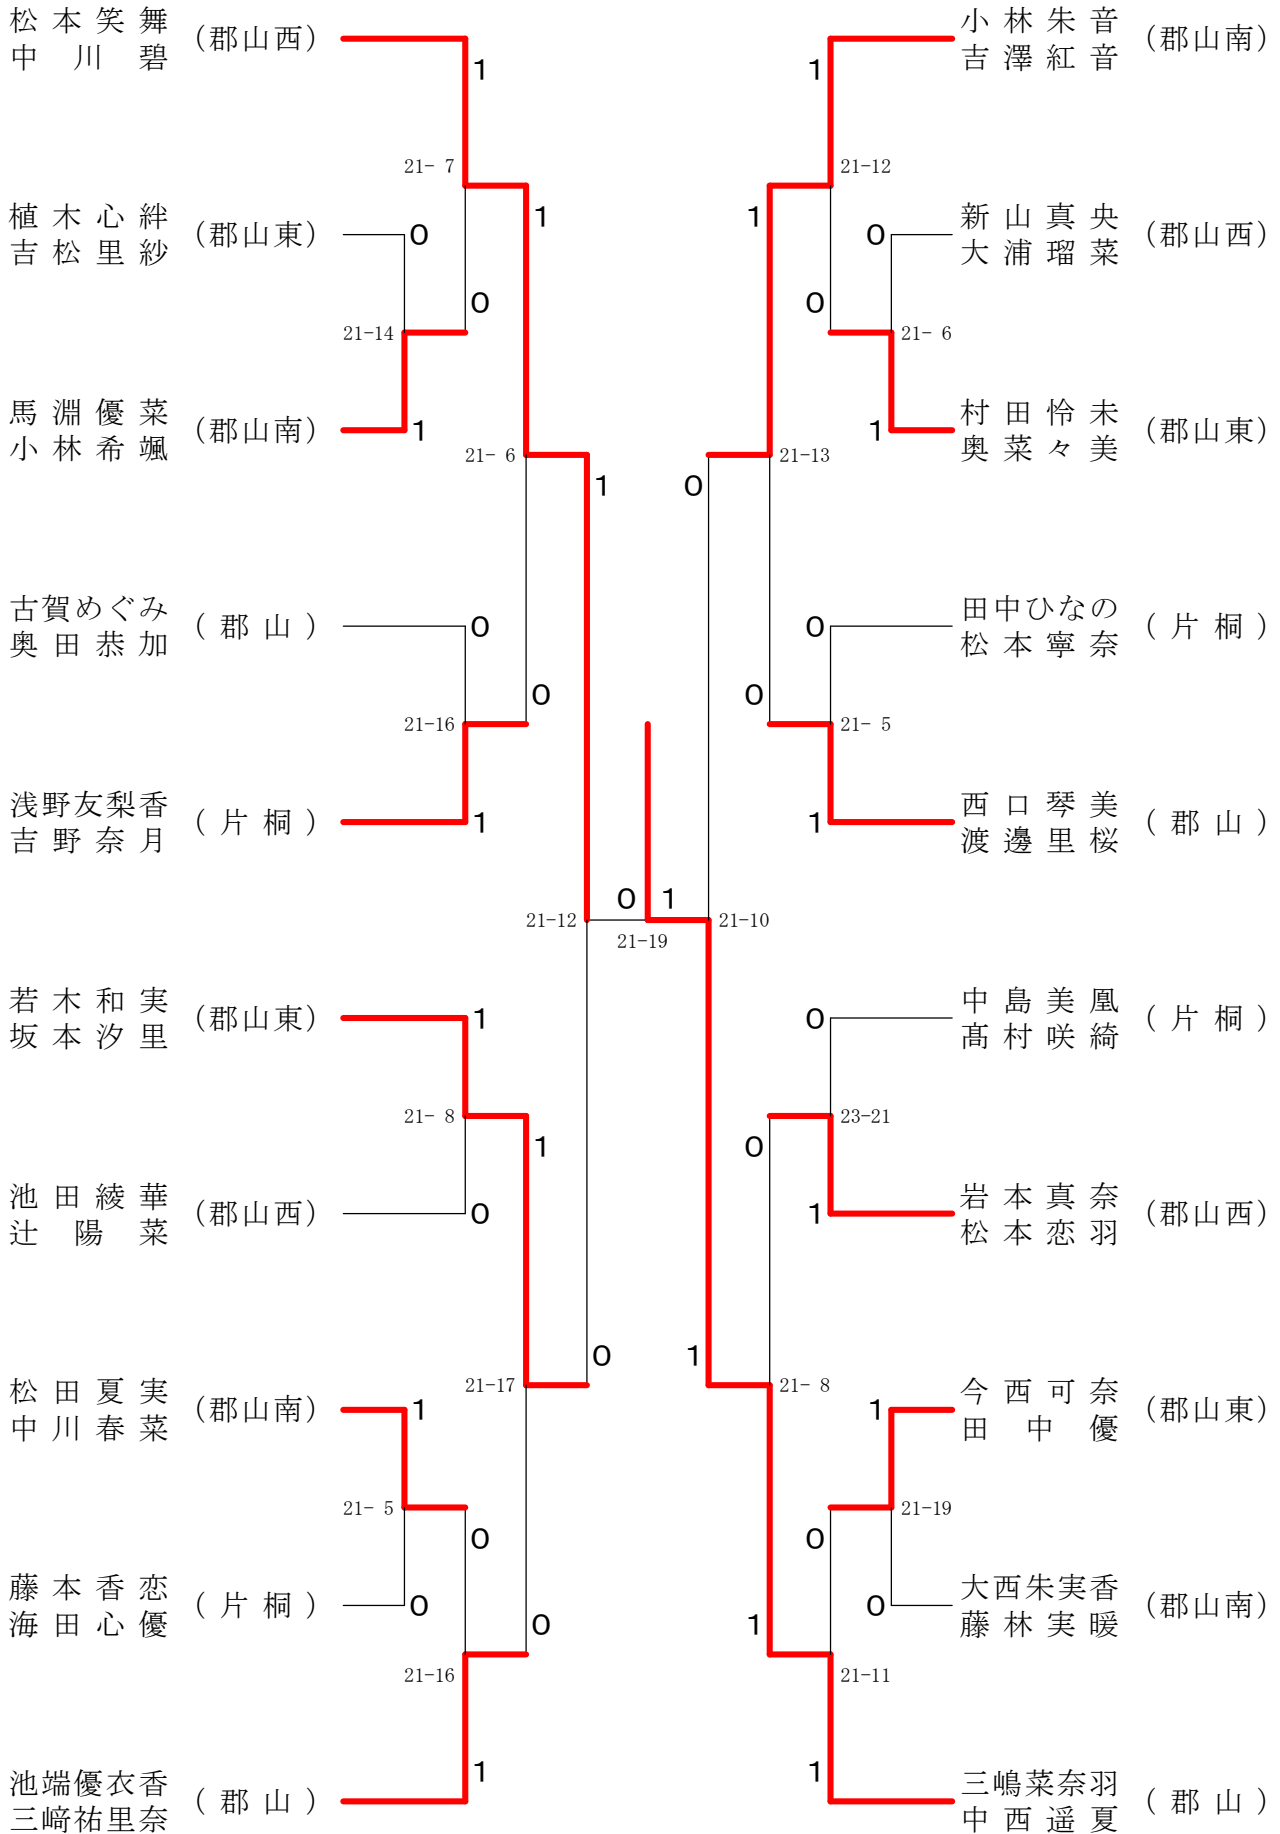 松本笑舞
中川碧
(郡山西)
1
21- 7
1
植木心絆
吉松里紗
(郡山東)
0
0
21-14
馬淵優菜
小林希颯
(郡山南)
1
21- 6
1
古賀めぐみ
奥田恭加
(郡山)
0
0
21-16
浅野友梨香
吉野奈月
(片桐)
1
21-12
0
21-19
若木和実
坂本汐里
(郡山東)
1
21- 8
1
池田綾華
辻陽菜
(郡山西)
0
0
21-17
松田夏実
中川春菜
(郡山南)
1
21- 5
0
藤本香恋
海田心優
(片桐)
0
0
21-16
池端優衣香
三﨑祐里奈
(郡山)
1
小林朱音
吉澤紅音
(郡山南)
1
21-12
1
新山真央
大浦瑠菜
(郡山西)
0
0
21- 6
村田怜未
奥菜々美
(郡山東)
1
21-13
0
田中ひなの
松本寧奈
(片桐)
0
0
21- 5
西口琴美
渡邊里桜
(郡山)
1
1
21-10
中島美凰
髙村咲綺
(片桐)
0
23-21
0
岩本真奈
松本恋羽
(郡山西)
1
1
21- 8
今西可奈
田中優
(郡山東)
1
21-19
0
大西朱実香
藤林実暖
(郡山南)
0
1
21-11
三嶋菜奈羽
中西遥夏
(郡山)
1